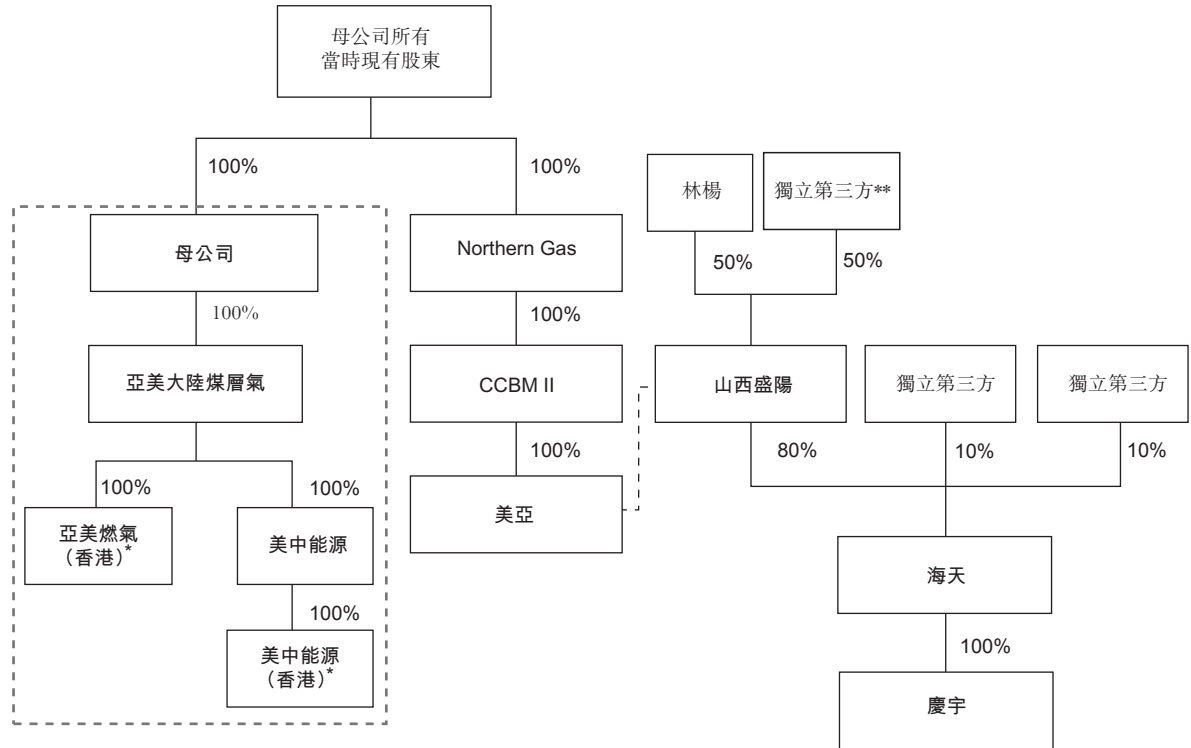 母公司所有
當時現有股東
100%
100%
林楊
獨立第三方**
母公司
Northern Gas
50%
50%
100%
100%
亞美大陸煤層氣
CCBM II
山西盛陽
獨立第三方
獨立第三方
100%
80%
10%
10%
100%
100%
亞美燃氣
(香港)*
美中能源
美亞
海天
100%
100%
美中能源
(香港)*
慶宇